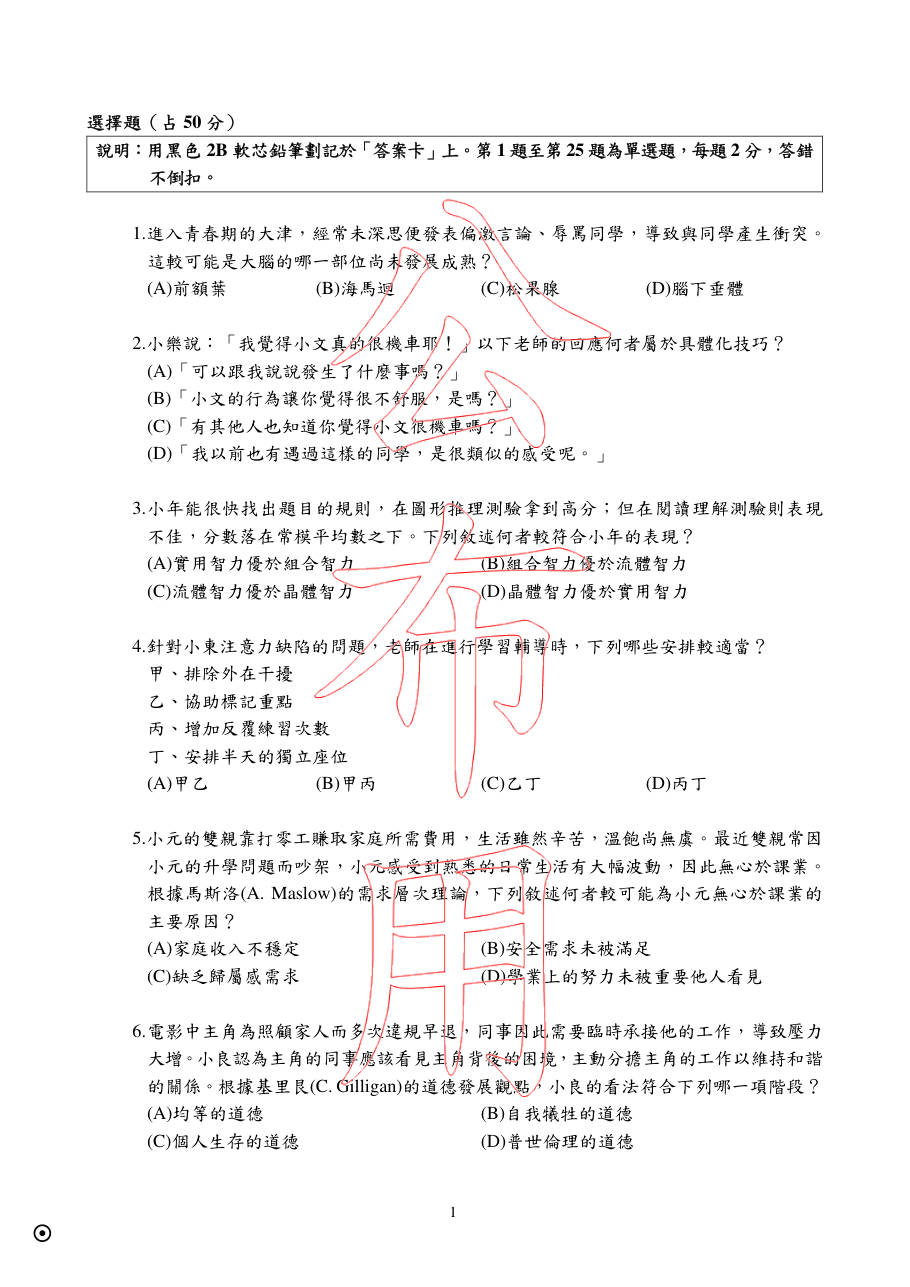 選擇題（占 50 分）
說明：用黑色 2B 軟芯鉛筆劃記於「答案卡」上。第 1 題至第 25 題為單選題，每題 2 分，答錯
不倒扣。
1.進入青春期的大津，經常未深思便發表偏激言論、辱罵同學，導致與同學產生衝突。
這較可能是大腦的哪一部位尚未發展成熟？
(A)前額葉 (B)海馬迴 (C)松果腺 (D)腦下垂體
2.小樂說：「我覺得小文真的很機車耶！」以下老師的回應何者屬於具體化技巧？
(A)「可以跟我說說發生了什麼事嗎？」
(B)「小文的行為讓你覺得很不舒服，是嗎？」
(C)「有其他人也知道你覺得小文很機車嗎？」
(D)「我以前也有遇過這樣的同學，是很類似的感受呢。」
3.小年能很快找出題目的規則，在圖形推理測驗拿到高分；但在閱讀理解測驗則表現
不佳，分數落在常模平均數之下。下列敘述何者較符合小年的表現？
(A)實用智力優於組合智力 (B)組合智力優於流體智力
(C)流體智力優於晶體智力 (D)晶體智力優於實用智力
4.針對小東注意力缺陷的問題，老師在進行學習輔導時，下列哪些安排較適當？
甲、排除外在干擾
乙、協助標記重點
丙、增加反覆練習次數
丁、安排半天的獨立座位
(A)甲乙 (B)甲丙 (C)乙丁 (D)丙丁
5.小元的雙親靠打零工賺取家庭所需費用，生活雖然辛苦，溫飽尚無虞。最近雙親常因
小元的升學問題而吵架，小元感受到熟悉的日常生活有大幅波動，因此無心於課業。
根據馬斯洛(A. Maslow)的需求層次理論，下列敘述何者較可能為小元無心於課業的
主要原因？
(A)家庭收入不穩定 (B)安全需求未被滿足
(C)缺乏歸屬感需求 (D)學業上的努力未被重要他人看見
6.電影中主角為照顧家人而多次違規早退，同事因此需要臨時承接他的工作，導致壓力
大增。小良認為主角的同事應該看見主角背後的困境，主動分擔主角的工作以維持和諧
的關係。根據基里艮(C. Gilligan)的道德發展觀點，小良的看法符合下列哪一項階段？
(A)均等的道德 (B)自我犧牲的道德
(C)個人生存的道德 (D)普世倫理的道德
公布用
1